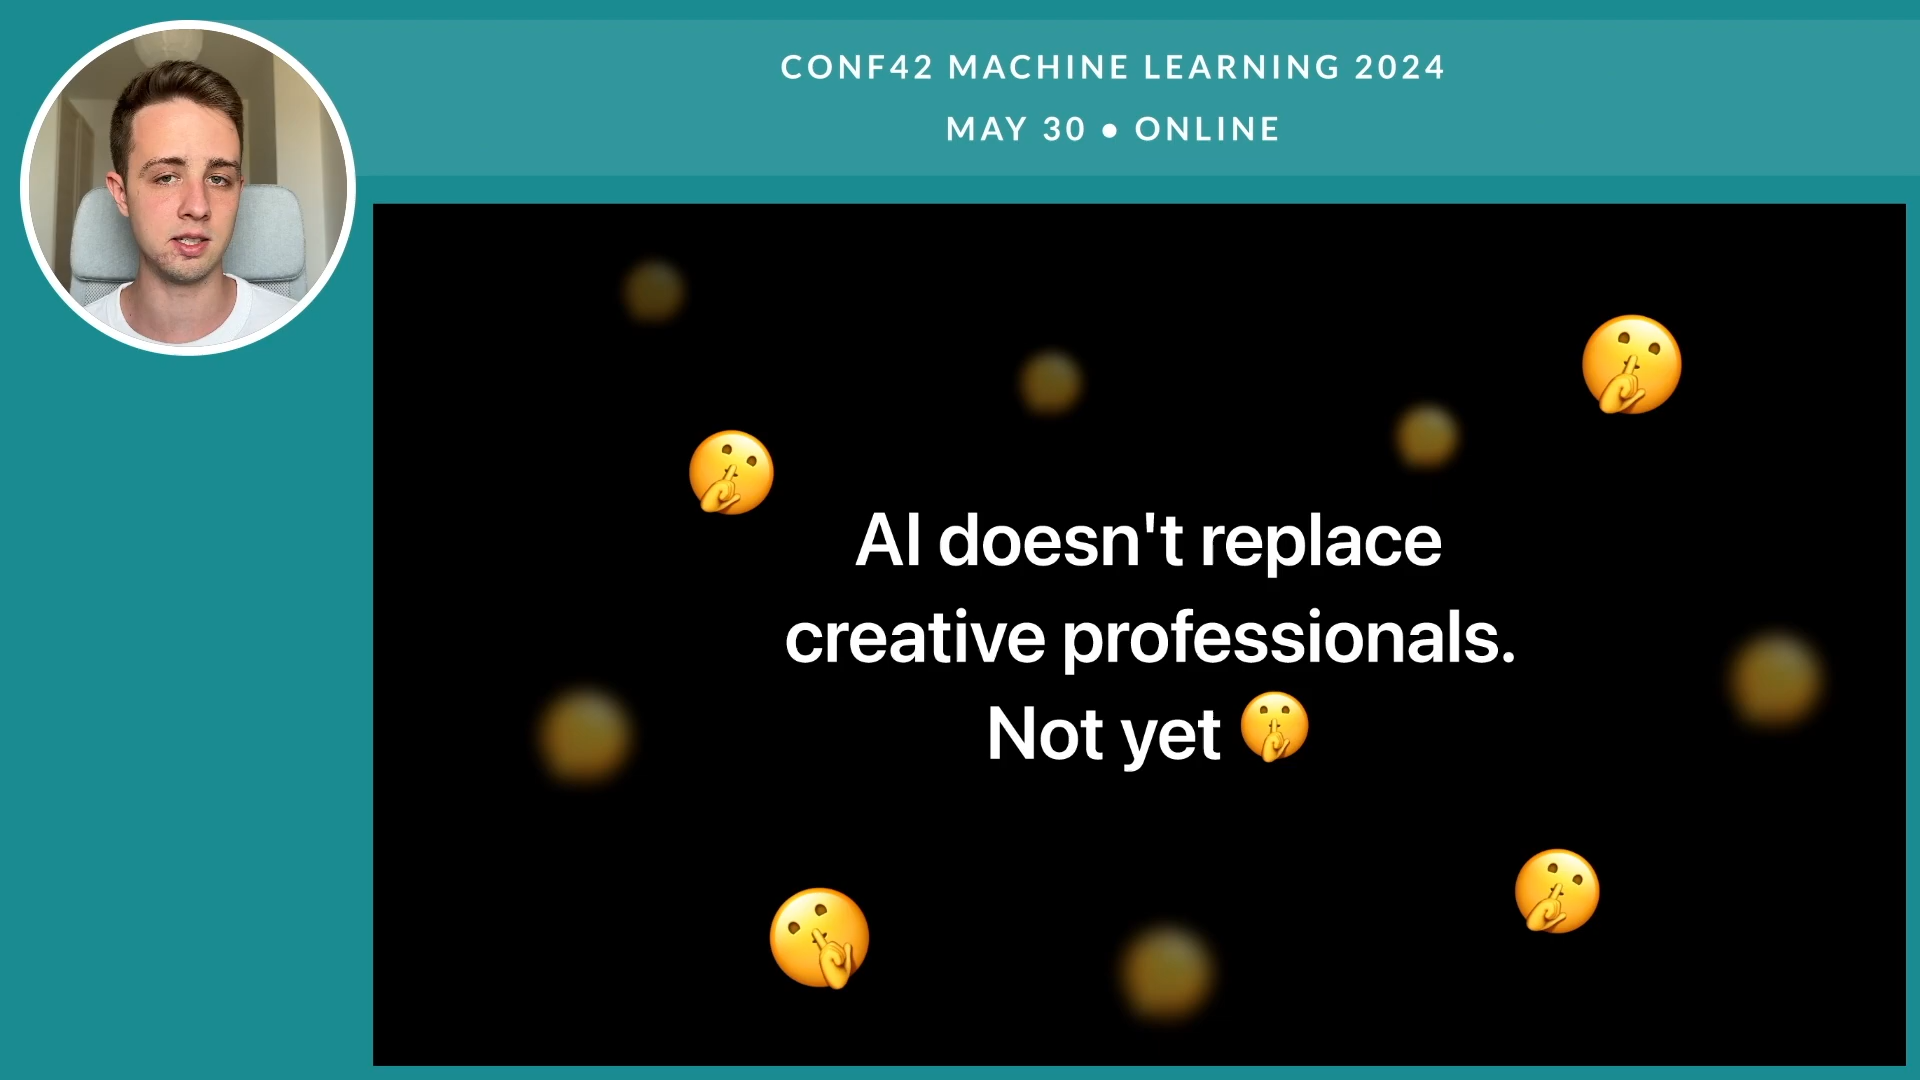 CONF42 MACHINE LEARNING 2024
MAY 30 • ONLINE
AI doesn't replace
creative professionals.
Not yet 🤫